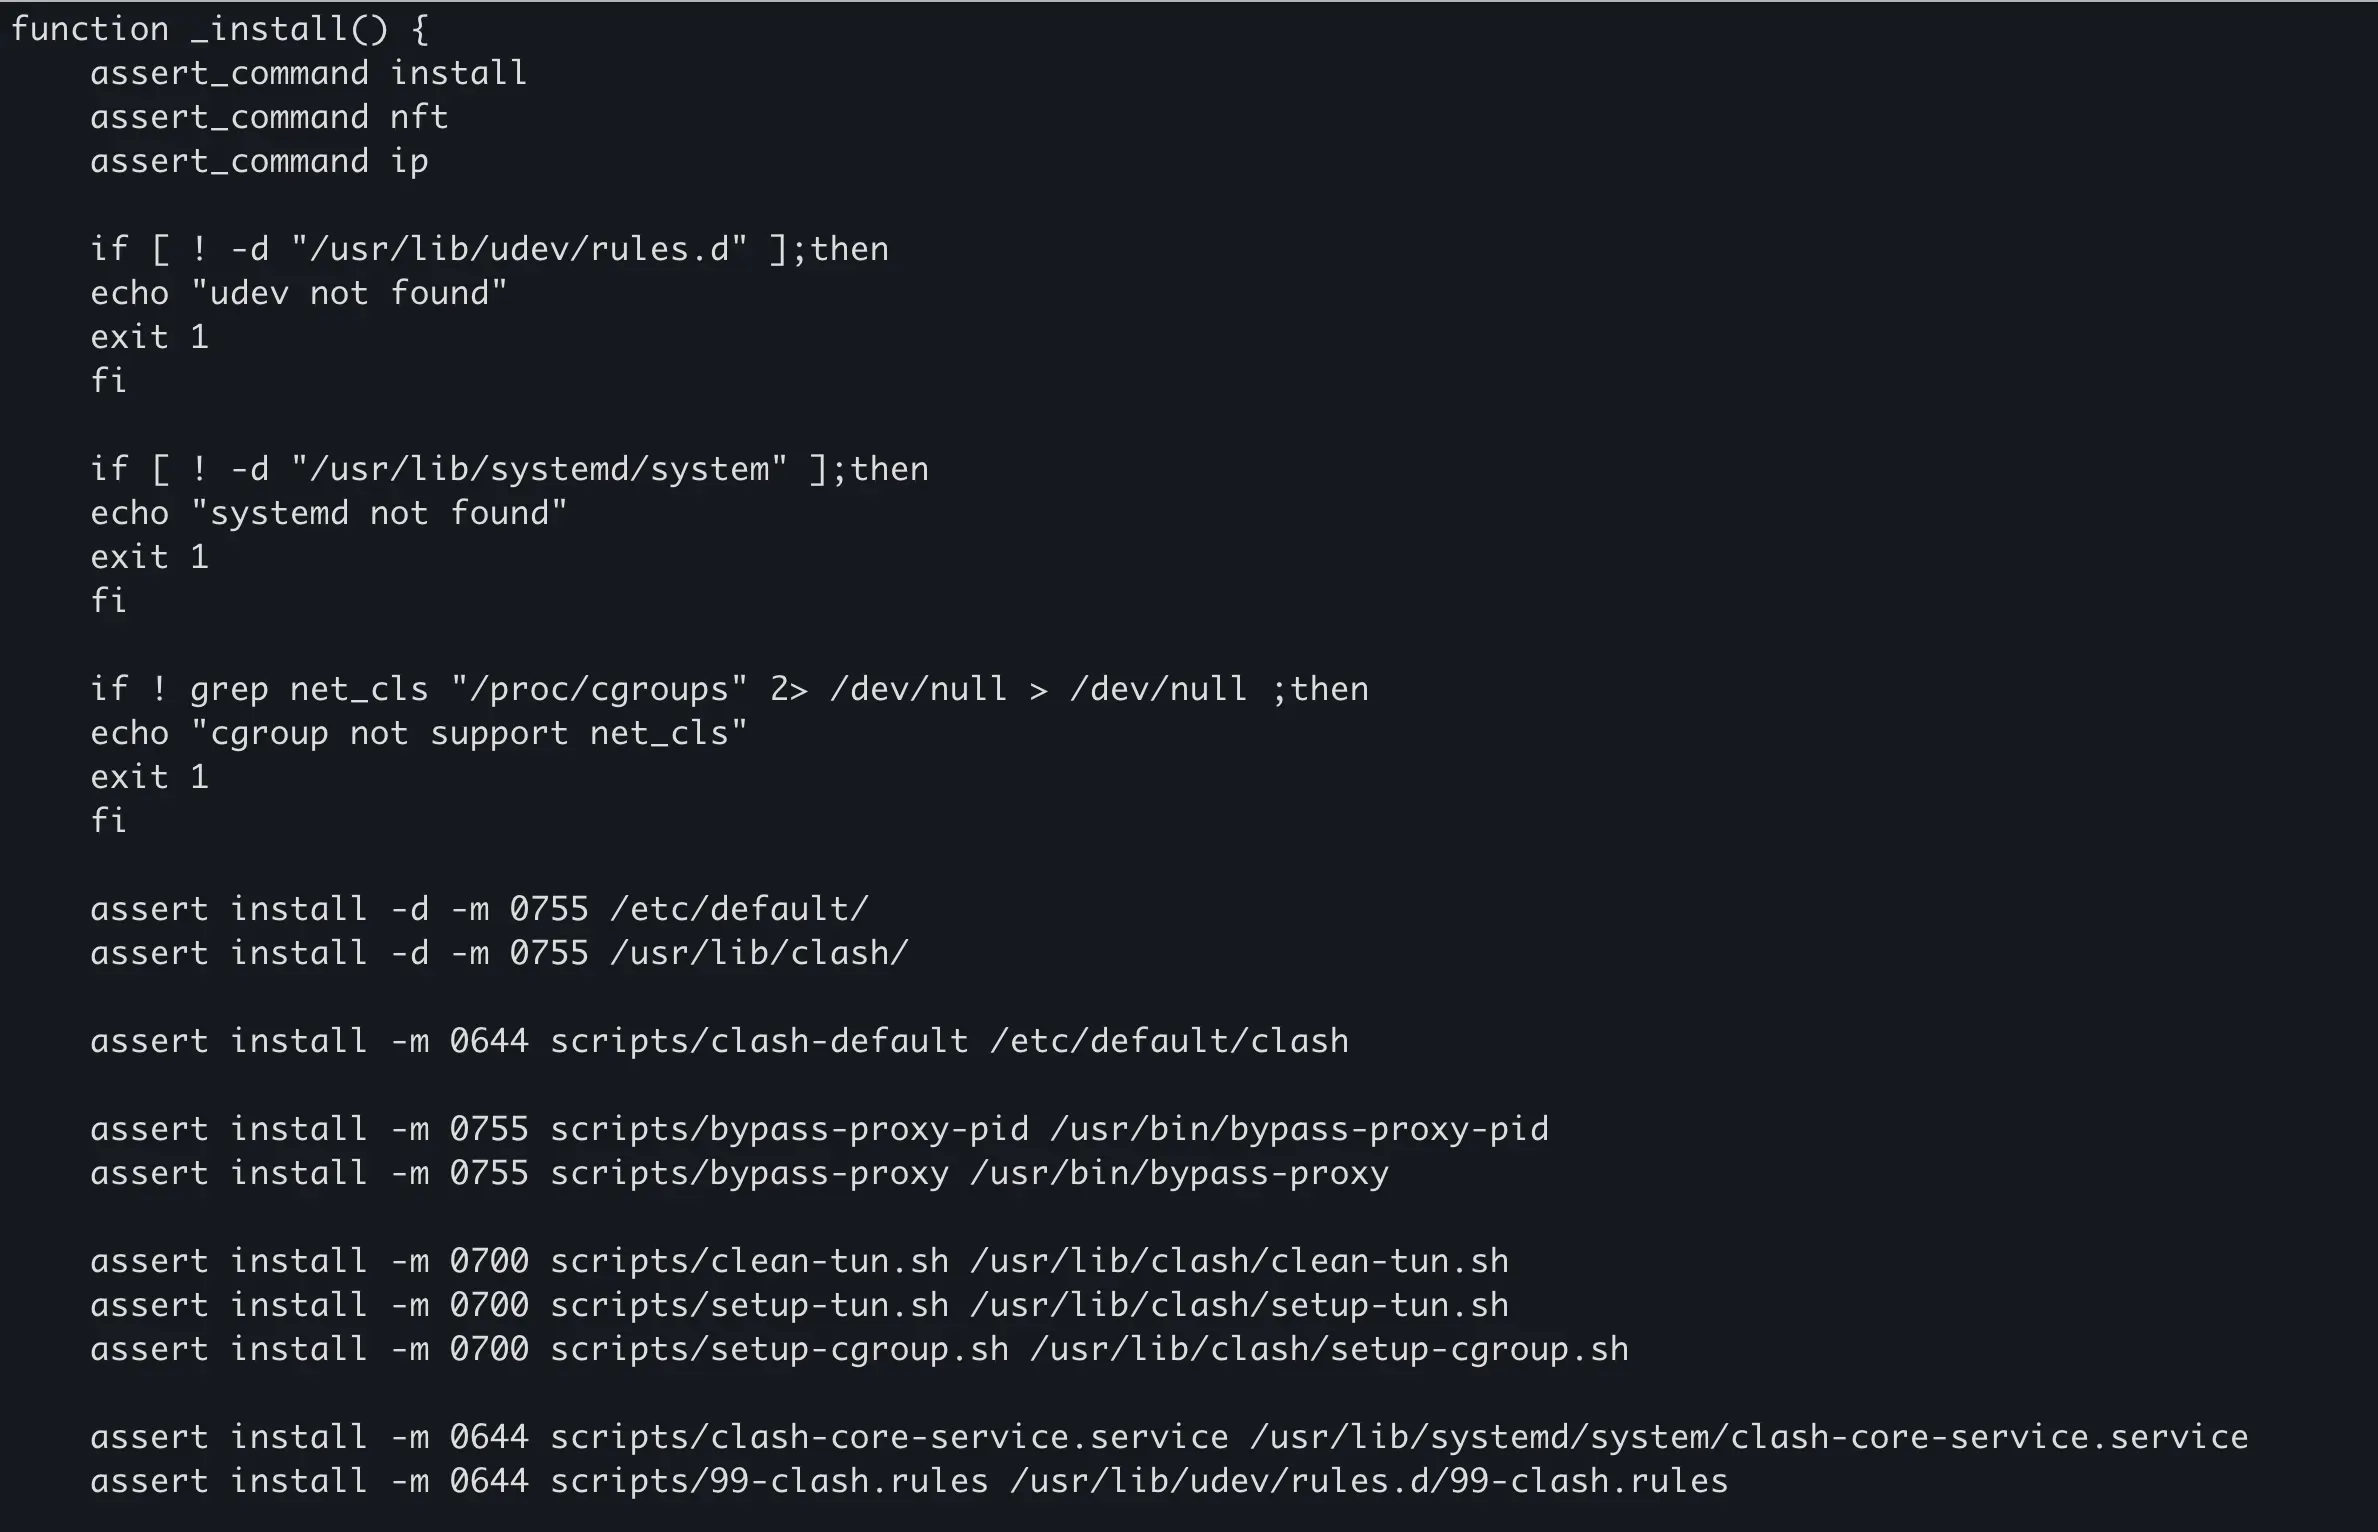 function _install() {
    assert_command install
    assert_command nft
    assert_command ip

    if [ ! -d "/usr/lib/udev/rules.d" ];then
    echo "udev not found"
    exit 1
    fi

    if [ ! -d "/usr/lib/systemd/system" ];then
    echo "systemd not found"
    exit 1
    fi

    if ! grep net_cls "/proc/cgroups" 2> /dev/null > /dev/null ;then
    echo "cgroup not support net_cls"
    exit 1
    fi

    assert install -d -m 0755 /etc/default/
    assert install -d -m 0755 /usr/lib/clash/

    assert install -m 0644 scripts/clash-default /etc/default/clash

    assert install -m 0755 scripts/bypass-proxy-pid /usr/bin/bypass-proxy-pid
    assert install -m 0755 scripts/bypass-proxy /usr/bin/bypass-proxy

    assert install -m 0700 scripts/clean-tun.sh /usr/lib/clash/clean-tun.sh
    assert install -m 0700 scripts/setup-tun.sh /usr/lib/clash/setup-tun.sh
    assert install -m 0700 scripts/setup-cgroup.sh /usr/lib/clash/setup-cgroup.sh

    assert install -m 0644 scripts/clash-core-service.service /usr/lib/systemd/system/clash-core-service.service
    assert install -m 0644 scripts/99-clash.rules /usr/lib/udev/rules.d/99-clash.rules